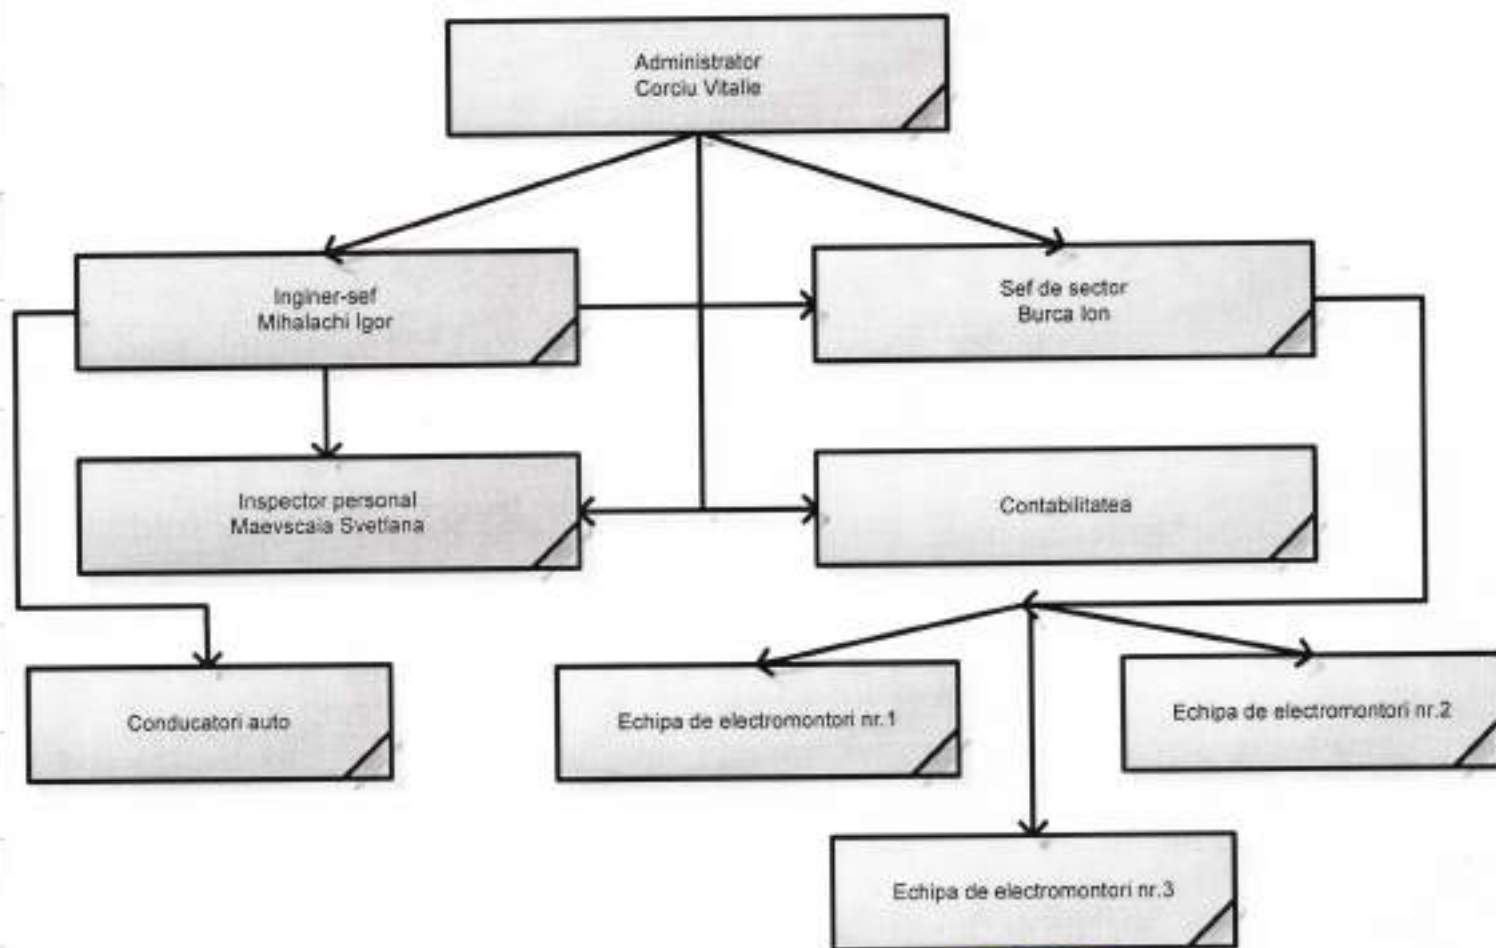 Administrator
Corciu Vitalie
Inginer-sef
Mihalachi Igor
Sef de sector
Burca Ion
Inspector personal
Maevscaia Svetlana
Contabilitatea
Conducatori auto
Echipa de electromontori nr.1
Echipa de electromontori nr.2
Echipa de electromontori nr.3